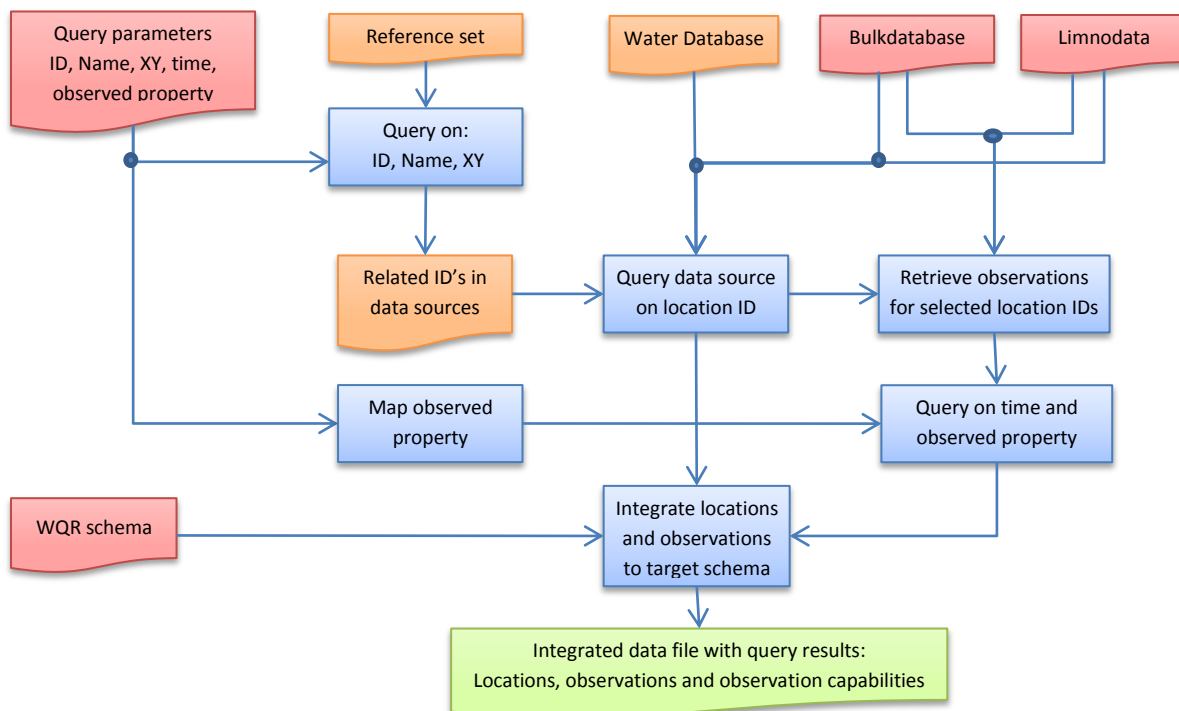 Query parameters
ID, Name, XY, time,
observed property
Reference set
Water Database
Bulkdatabase
Limnodata
Query on:
ID, Name, XY
Related ID's in
data sources
Query data source
on location ID
Retrieve observations
for selected location IDs
Map observed
property
Query on time and
observed property
WQR schema
Integrate locations
and observations
to target schema
Integrated data file with query results:
Locations, observations and observation capabilities